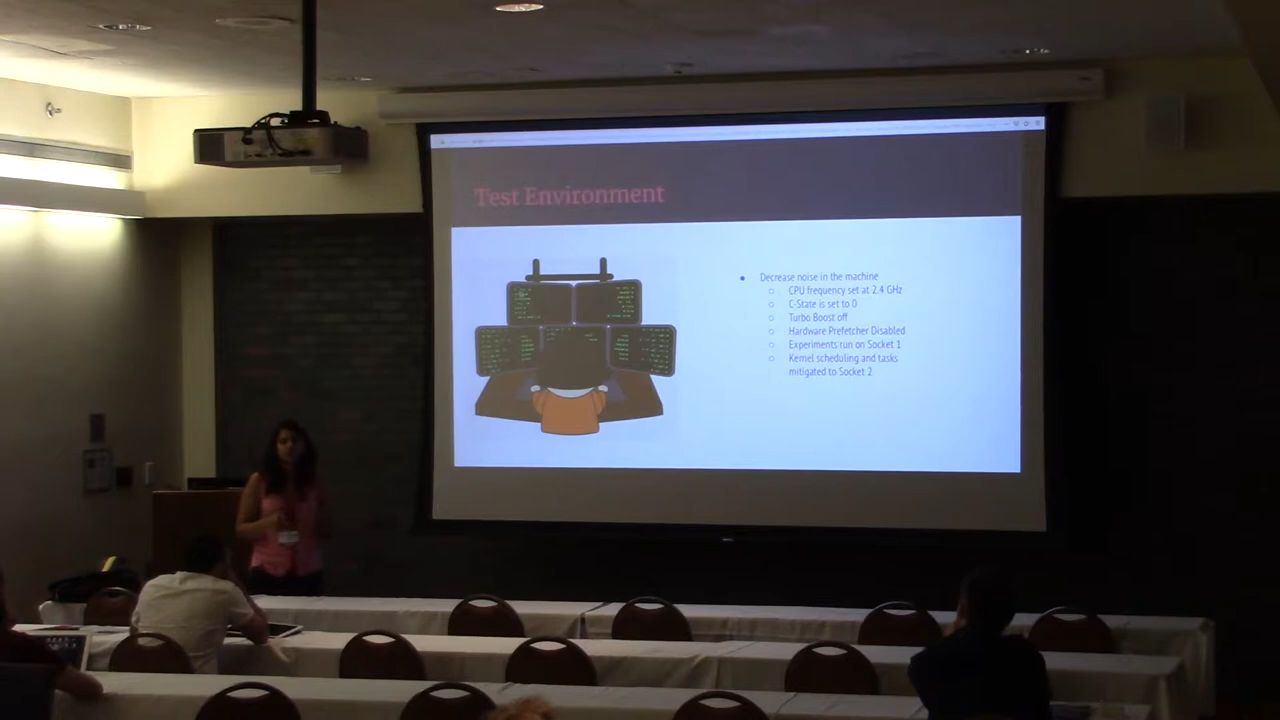 Test Environment
Decrease noise in the machine
CPU frequency set at 2.4 GHz
C-State is set to 0
Turbo Boost off
Hardware Prefetcher Disabled
Experiments run on Socket 1
Kernel scheduling and tasks
mitigated to Socket 2